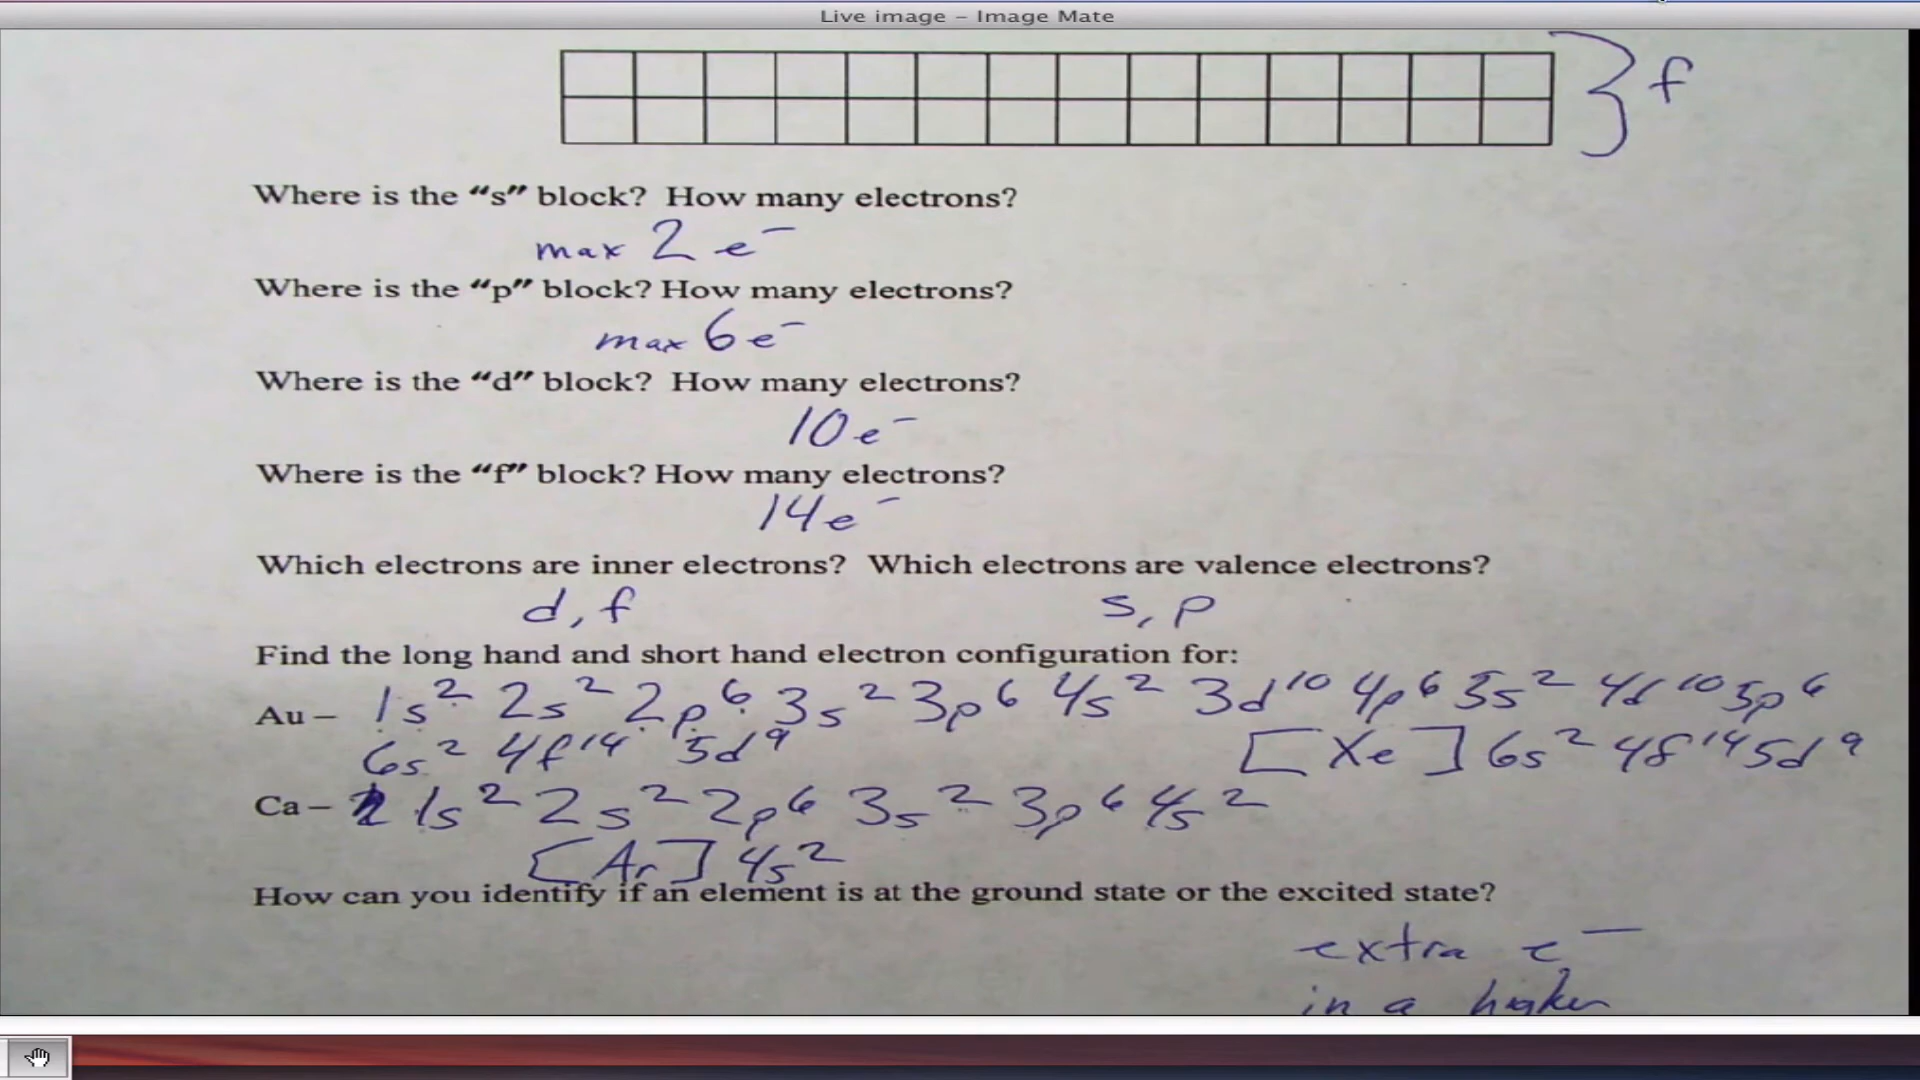 Live image – Image Mate
f
Where is the “s” block? How many electrons?
max 2 e⁻
Where is the “p” block? How many electrons?
max 6e⁻
Where is the “d” block? How many electrons?
10e⁻
Where is the “f” block? How many electrons?
14e⁻
Which electrons are inner electrons? Which electrons are valence electrons?
d, f s, p
Find the long hand and short hand electron configuration for:
Au – 1s² 2s² 2p⁶ 3s² 3p⁶ 4s² 3d¹⁰ 4p⁶ 5s² 4d¹⁰ 5p⁶
6s² 4f¹⁴ 5d⁹ [Xe] 6s² 4f¹⁴ 5d⁹
Ca – 1s² 2s² 2p⁶ 3s² 3p⁶ 4s²
[Ar] 4s²
How can you identify if an element is at the ground state or the excited state?
extra e⁻
in a higher